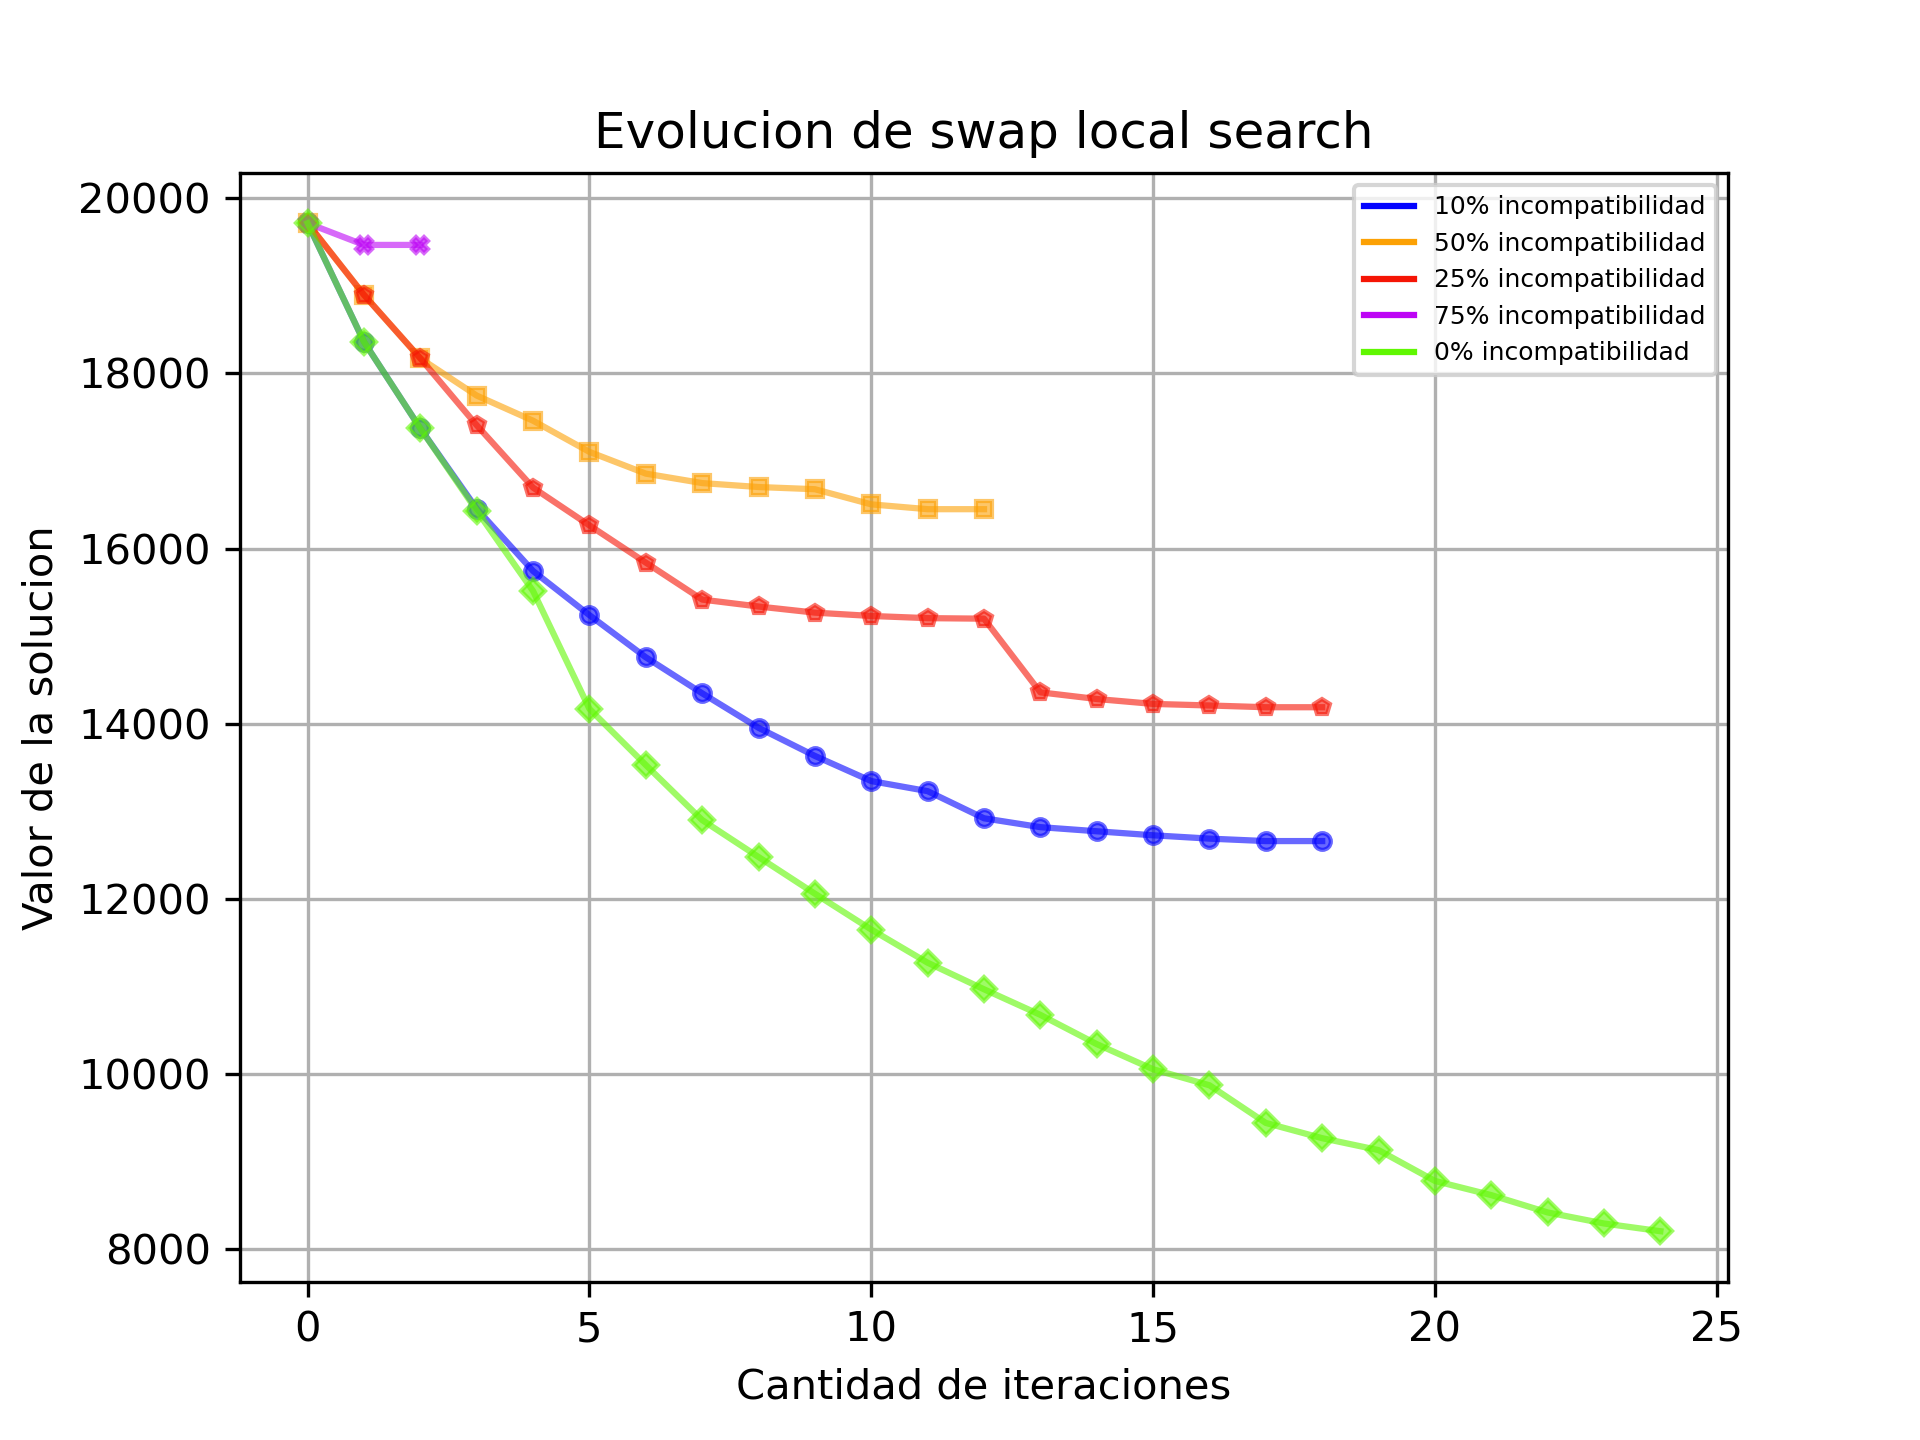 Evolucion de swap local search
20000
18000
16000
14000
12000
10000
8000
Valor de la solucion
10% incompatibilidad
50% incompatibilidad
25% incompatibilidad
75% incompatibilidad
0% incompatibilidad
0 5 10 15 20 25
Cantidad de iteraciones